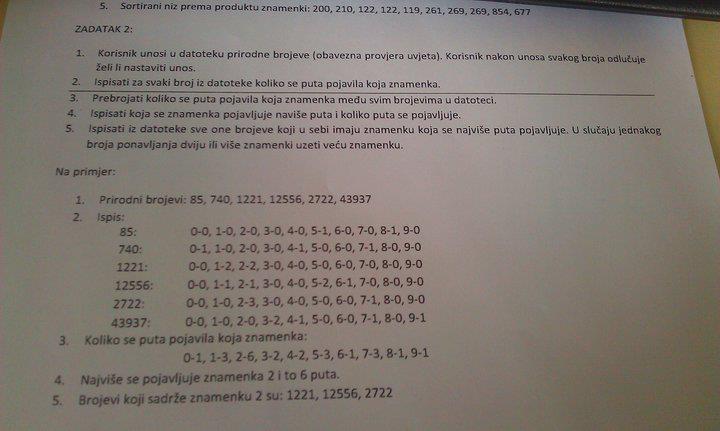 5. Sortirani niz prema produktu znamenki: 200, 210, 122, 122, 119, 261, 269, 269, 854, 677
ZADATAK 2:
1. Korisnik unosi u datoteku prirodne brojeve (obavezna provjera uvjeta). Korisnik nakon unosa svakog broja odlučuje
želi li nastaviti unos.
2. Ispisati za svaki broj iz datoteke koliko se puta pojavila koja znamenka.
3. Prebrojati koliko se puta pojavila koja znamenka među svim brojevima u datoteci.
4. Ispisati koja se znamenka pojavljuje naviše puta i koliko puta se pojavljuje.
5. Ispisati iz datoteke sve one brojeve koji u sebi imaju znamenku koja se najviše puta pojavljuje. U slučaju jednakog
broja ponavljanja dviju ili više znamenki uzeti veću znamenku.
Na primjer:
1. Prirodni brojevi: 85, 740, 1221, 12556, 2722, 43937
2. Ispis:
85: 0-0, 1-0, 2-0, 3-0, 4-0, 5-1, 6-0, 7-0, 8-1, 9-0
740: 0-1, 1-0, 2-0, 3-0, 4-1, 5-0, 6-0, 7-1, 8-0, 9-0
1221: 0-0, 1-2, 2-2, 3-0, 4-0, 5-0, 6-0, 7-0, 8-0, 9-0
12556: 0-0, 1-1, 2-1, 3-0, 4-0, 5-2, 6-1, 7-0, 8-0, 9-0
2722: 0-0, 1-0, 2-3, 3-0, 4-0, 5-0, 6-0, 7-1, 8-0, 9-0
43937: 0-0, 1-0, 2-0, 3-2, 4-1, 5-0, 6-0, 7-1, 8-0, 9-1
3. Koliko se puta pojavila koja znamenka:
0-1, 1-3, 2-6, 3-2, 4-2, 5-3, 6-1, 7-3, 8-1, 9-1
4. Najviše se pojavljuje znamenka 2 i to 6 puta.
5. Brojevi koji sadrže znamenku 2 su: 1221, 12556, 2722